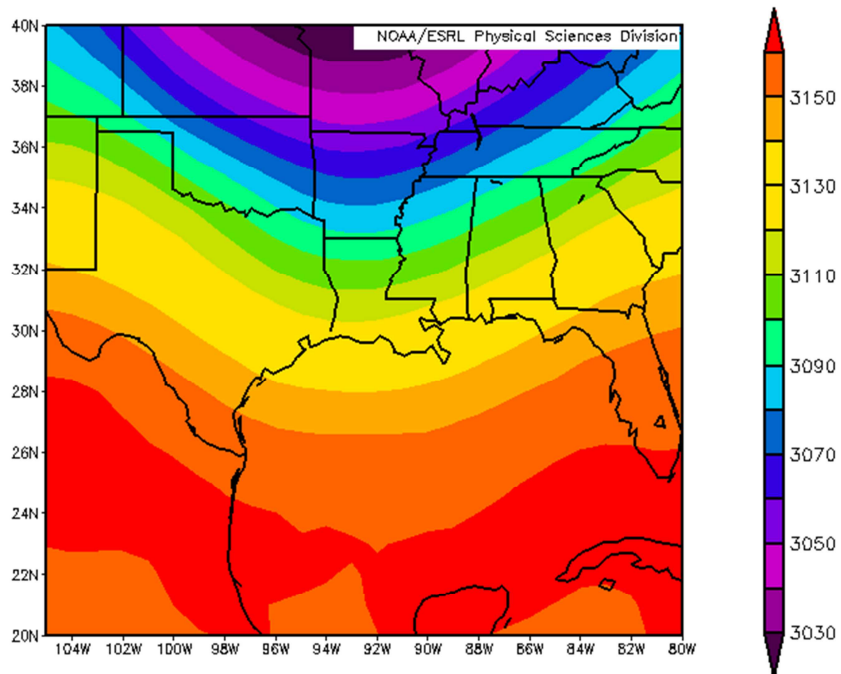 NOAA/ESRL Physical Sciences Division
40N
38N
36N
34N
32N
30N
28N
26N
24N
22N
20N
104W 102W 100W 98W 96W 94W 92W 90W 88W 86W 84W 82W 80W
3150
3130
3110
3090
3070
3050
3030